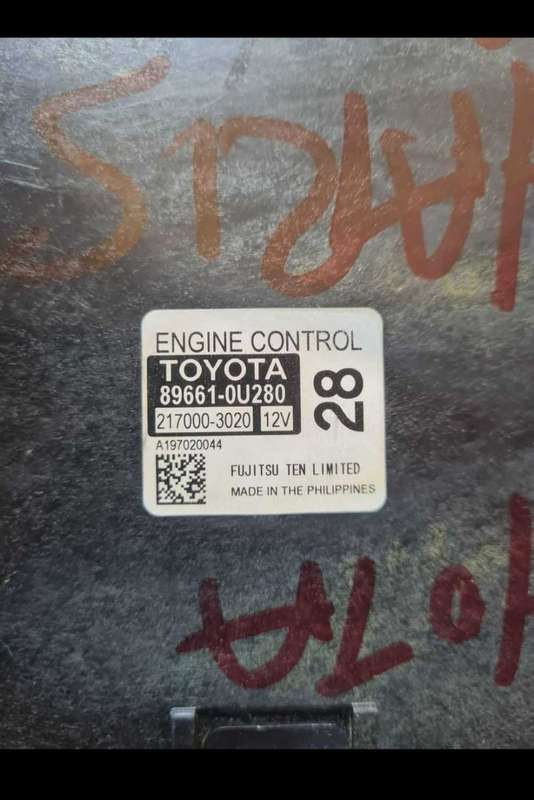 ENGINE CONTROL
TOYOTA
89661-0U280
217000-3020 12V
28
A197020044
FUJITSU TEN LIMITED
MADE IN THE PHILIPPINES